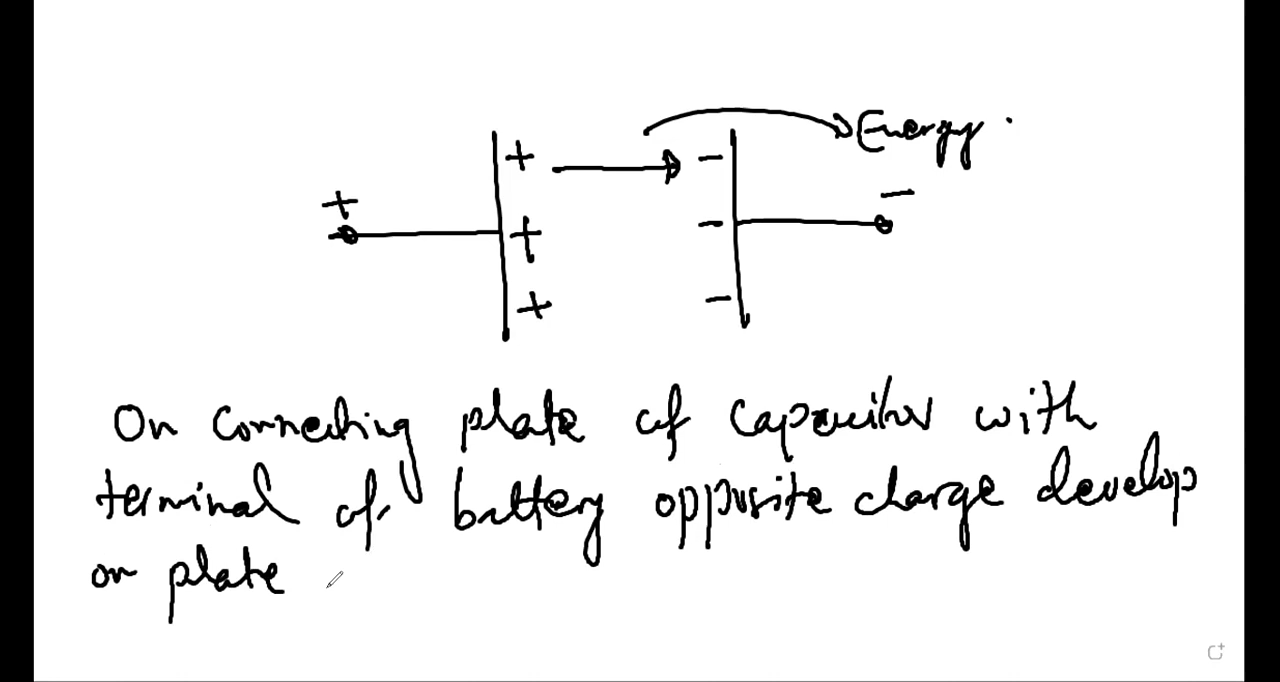 Energy
+ + -
+ -
+ -
+ -
On connecting plate of capacitor with
terminal of battery opposite charge develop
on plate